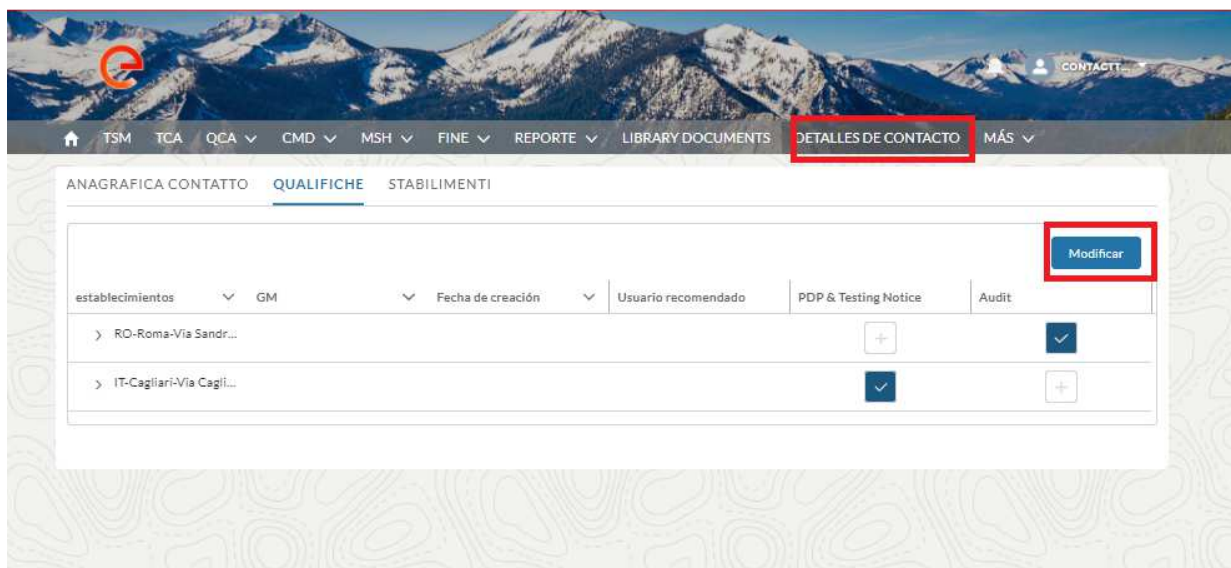 CONTACTT...
TSM TCA QCA CMD MSH FINE REPORTE LIBRARY DOCUMENTS DETALLES DE CONTACTO MÁS
ANAGRAFICA CONTATTO QUALIFICHE STABILIMENTI
Modificar
establecimientos GM Fecha de creación Usuario recomendado PDP & Testing Notice Audit
RO-Roma-Via Sandr...
IT-Cagliari-Via Cagli...